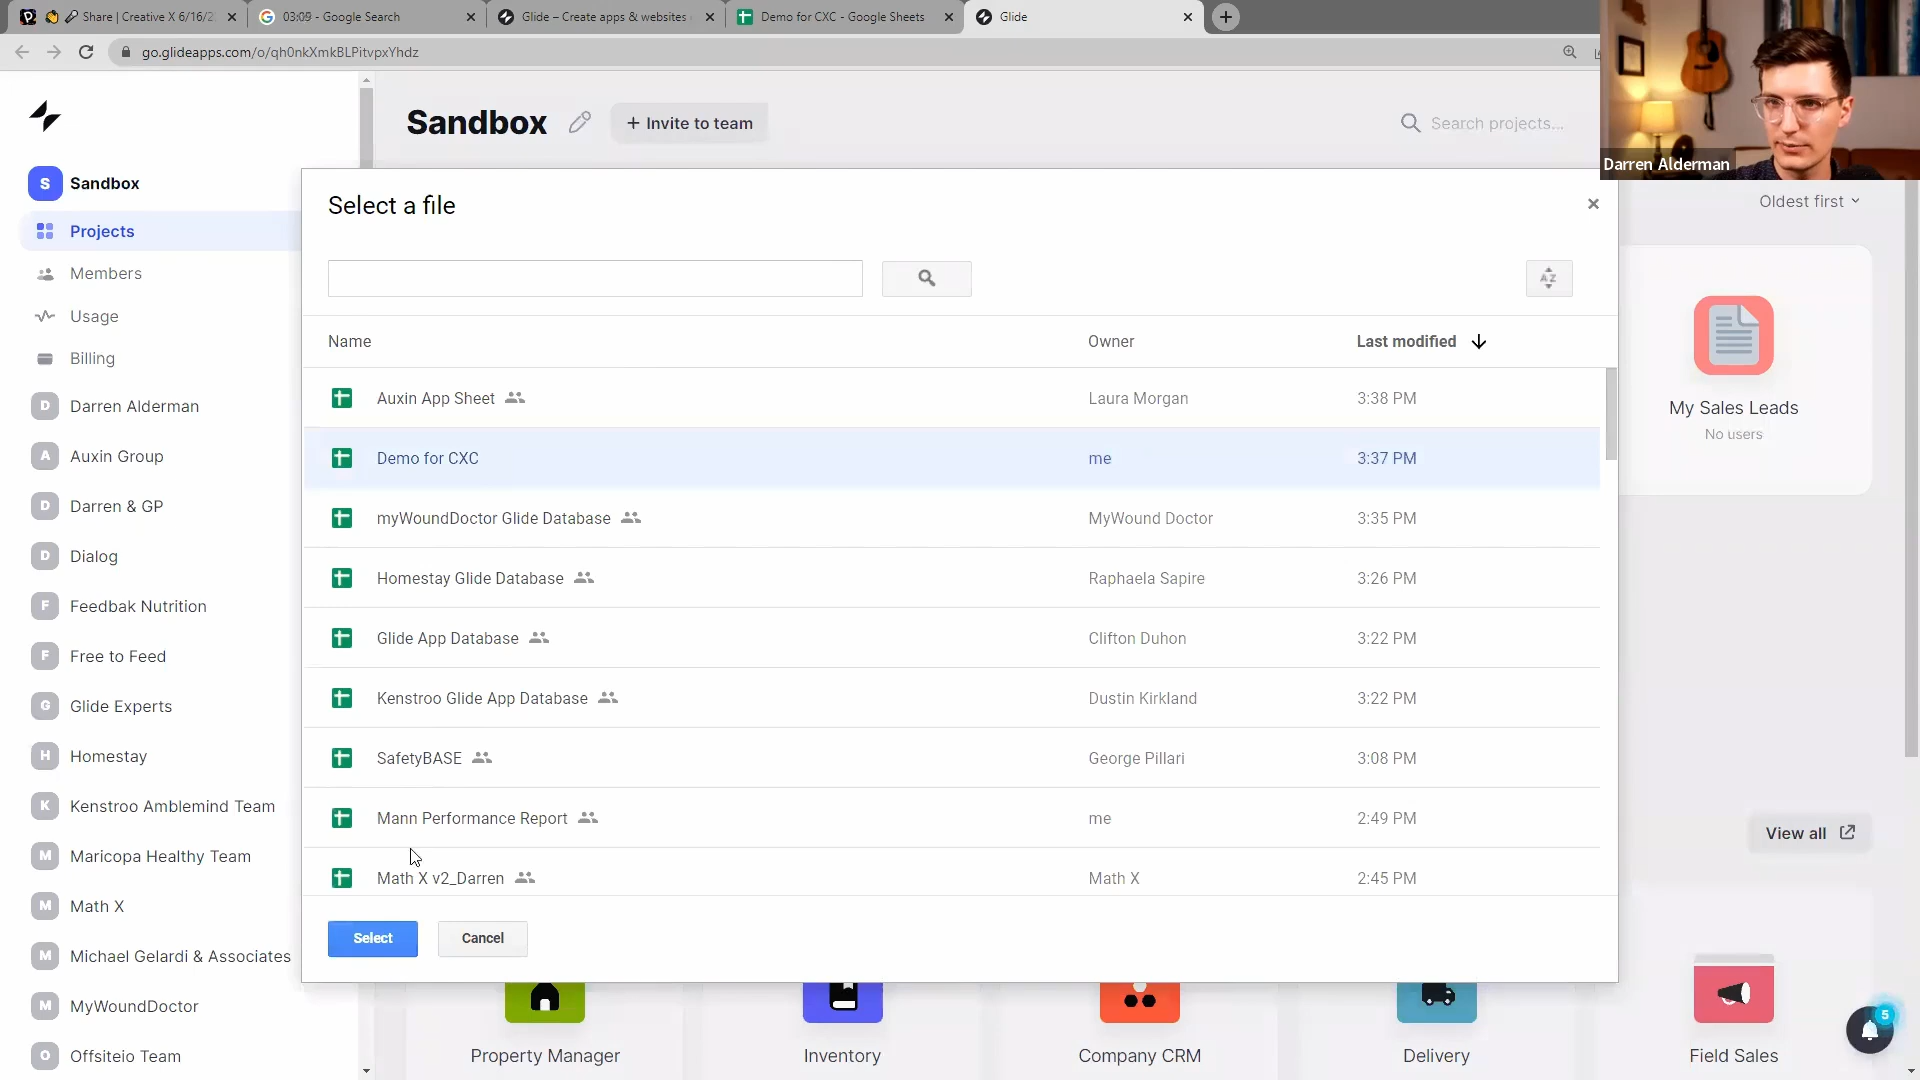 Share | Creative X 6/16/2
03:09 - Google Search
Glide – Create apps & websites
Demo for CXC - Google Sheets
Glide
go.glideapps.com/o/qh0nkXmkBLPitvpxYhdz
Darren Alderman
Sandbox
+ Invite to team
Search projects...
S Sandbox
Projects
Members
Usage
Billing
D Darren Alderman
A Auxin Group
D Darren & GP
D Dialog
F Feedbak Nutrition
F Free to Feed
G Glide Experts
H Homestay
K Kenstroo Amblemind Team
M Maricopa Healthy Team
M Math X
M Michael Gelardi & Associates
M MyWoundDoctor
O Offsiteio Team
Select a file
AZ
Name Owner Last modified
Auxin App Sheet Laura Morgan 3:38 PM
Demo for CXC me 3:37 PM
myWoundDoctor Glide Database MyWound Doctor 3:35 PM
Homestay Glide Database Raphaela Sapire 3:26 PM
Glide App Database Clifton Duhon 3:22 PM
Kenstroo Glide App Database Dustin Kirkland 3:22 PM
SafetyBASE George Pillari 3:08 PM
Mann Performance Report me 2:49 PM
Math X v2_Darren Math X 2:45 PM
Select Cancel
Oldest first
My Sales Leads
No users
View all
5
Property Manager
Inventory
Company CRM
Delivery
Field Sales